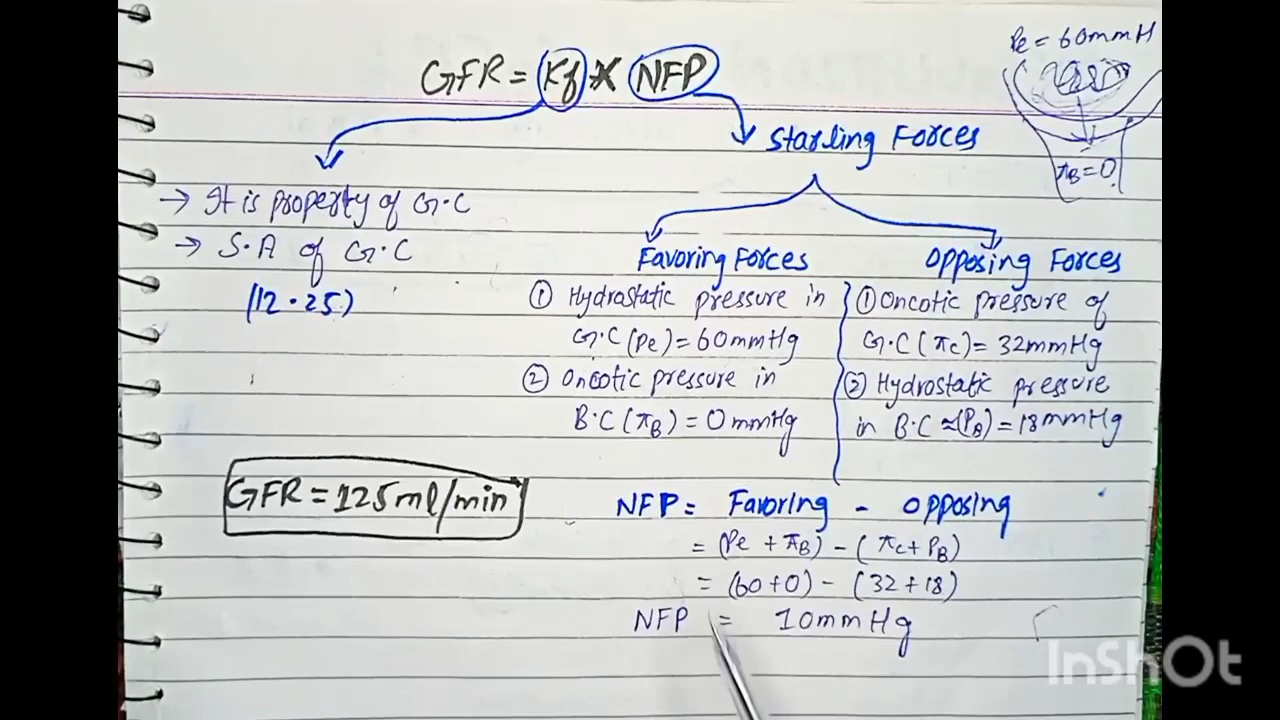 Pe = 60mmH
GFR = Kf * NFP
Starling Forces
πB = 0
→ It is property of G.C
→ S.A of G.C
(12.25)
Favoring Forces
① Hydrastatic pressure in
G.C (Pe) = 60mmHg
② Oncotic pressure in
B.C (πB) = 0 mmHg
Opposing Forces
① Oncotic pressure of
G.C (πc) = 32mmHg
② Hydrostatic pressure
in B.C (PB) = 18mmHg
GFR = 125ml/min
NFP = Favoring - opposing
= (Pe + πB) - (πc + PB)
= (60+0) - (32+18)
NFP = 10mmHg
InShOt